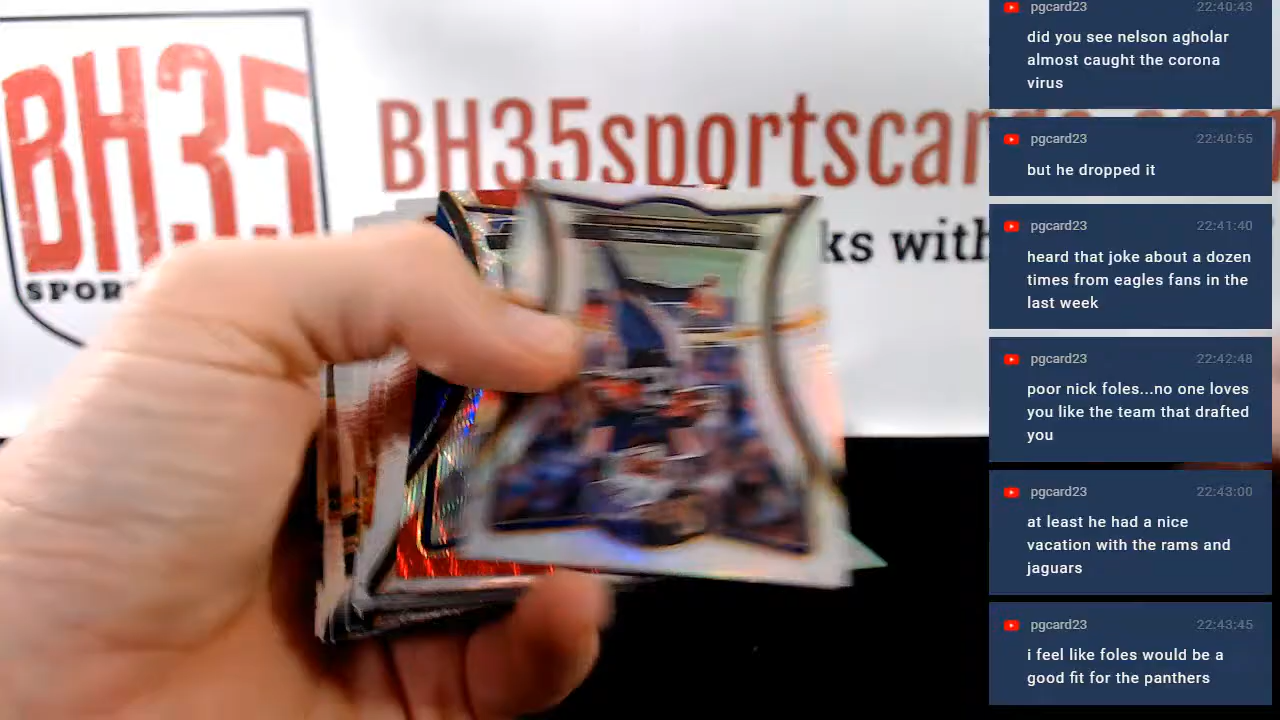 BH35
SPOR
BH35sportscar
ks with
pgcard23 22:40:43
did you see nelson agholar
almost caught the corona
virus
pgcard23 22:40:55
but he dropped it
pgcard23 22:41:40
heard that joke about a dozen
times from eagles fans in the
last week
pgcard23 22:42:48
poor nick foles...no one loves
you like the team that drafted
you
pgcard23 22:43:00
at least he had a nice
vacation with the rams and
jaguars
pgcard23 22:43:45
i feel like foles would be a
good fit for the panthers